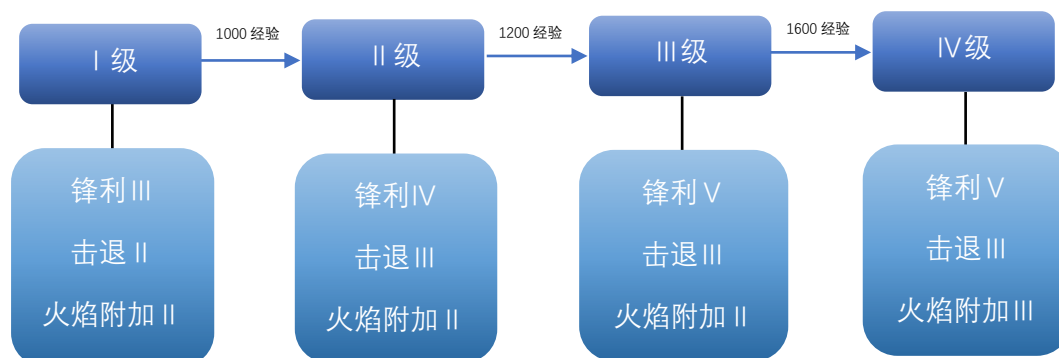 Ⅰ级
1000 经验
Ⅱ级
1200 经验
Ⅲ级
1600 经验
Ⅳ级
锋利Ⅲ
击退Ⅱ
火焰附加Ⅱ
锋利Ⅳ
击退Ⅲ
火焰附加Ⅱ
锋利Ⅴ
击退Ⅲ
火焰附加Ⅱ
锋利Ⅴ
击退Ⅲ
火焰附加Ⅲ